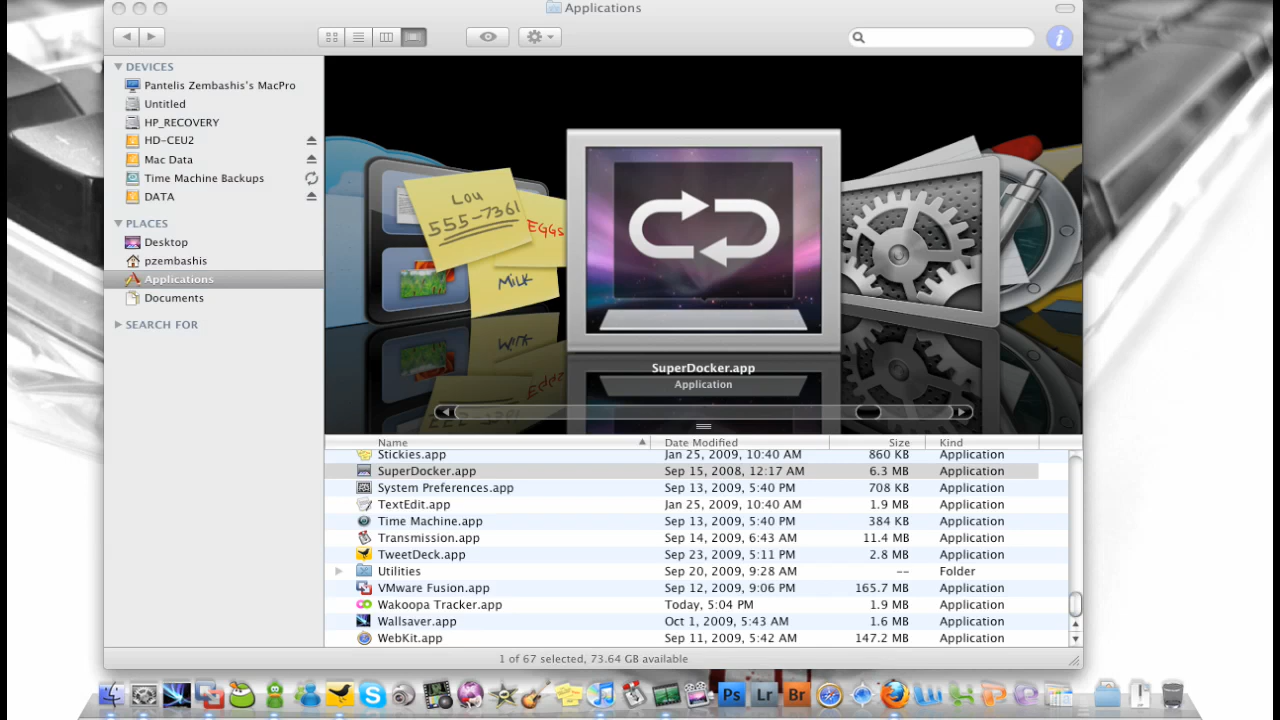 Applications
DEVICES
Pantelis Zembashis's MacPro
Untitled
HP_RECOVERY
HD-CEU2
Mac Data
Time Machine Backups
DATA
PLACES
Desktop
pzembashis
Applications
Documents
SEARCH FOR
LOU
555-7361
EGGS
MILK
SuperDocker.app
Application
Name Date Modified Size Kind
Stickies.app Jan 25, 2009, 10:40 AM 860 KB Application
SuperDocker.app Sep 15, 2008, 12:17 AM 6.3 MB Application
System Preferences.app Sep 13, 2009, 5:40 PM 708 KB Application
TextEdit.app Jan 25, 2009, 10:40 AM 1.9 MB Application
Time Machine.app Sep 13, 2009, 5:40 PM 384 KB Application
Transmission.app Sep 14, 2009, 6:43 AM 11.4 MB Application
TweetDeck.app Sep 23, 2009, 5:11 PM 2.8 MB Application
Utilities Sep 20, 2009, 9:28 AM -- Folder
VMware Fusion.app Sep 12, 2009, 9:06 PM 165.7 MB Application
Wakoopa Tracker.app Today, 5:04 PM 1.9 MB Application
Wallsaver.app Oct 1, 2009, 5:43 AM 1.6 MB Application
WebKit.app Sep 11, 2009, 5:42 AM 147.2 MB Application
1 of 67 selected, 73.64 GB available
Ps Lr Br